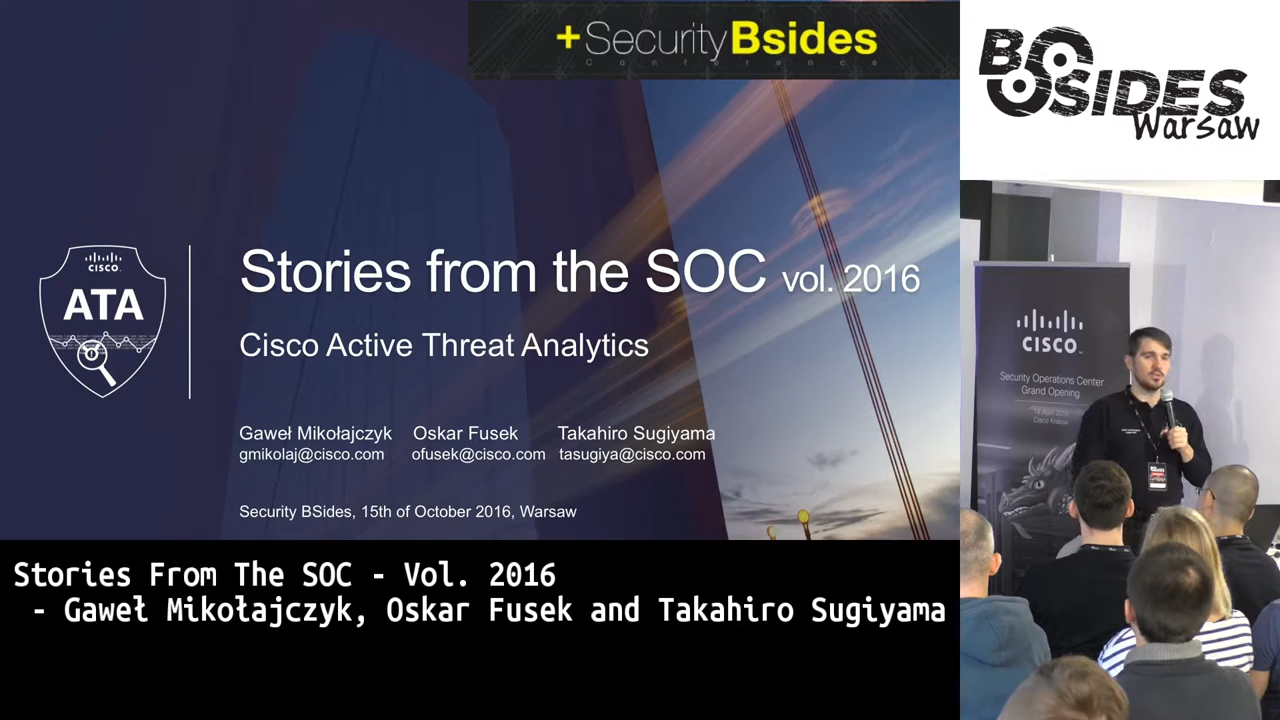 +SecurityBsides
Conference
CISCO
ATA
Stories from the SOC vol. 2016
Cisco Active Threat Analytics
Gaweł Mikołajczyk Oskar Fusek Takahiro Sugiyama
gmikolaj@cisco.com ofusek@cisco.com tasugiya@cisco.com
Security BSides, 15th of October 2016, Warsaw
Stories From The SOC - Vol. 2016
- Gaweł Mikołajczyk, Oskar Fusek and Takahiro Sugiyama
BSIDES
Warsaw
CISCO
Security Operations Center
Grand Opening
Cisco Kraków